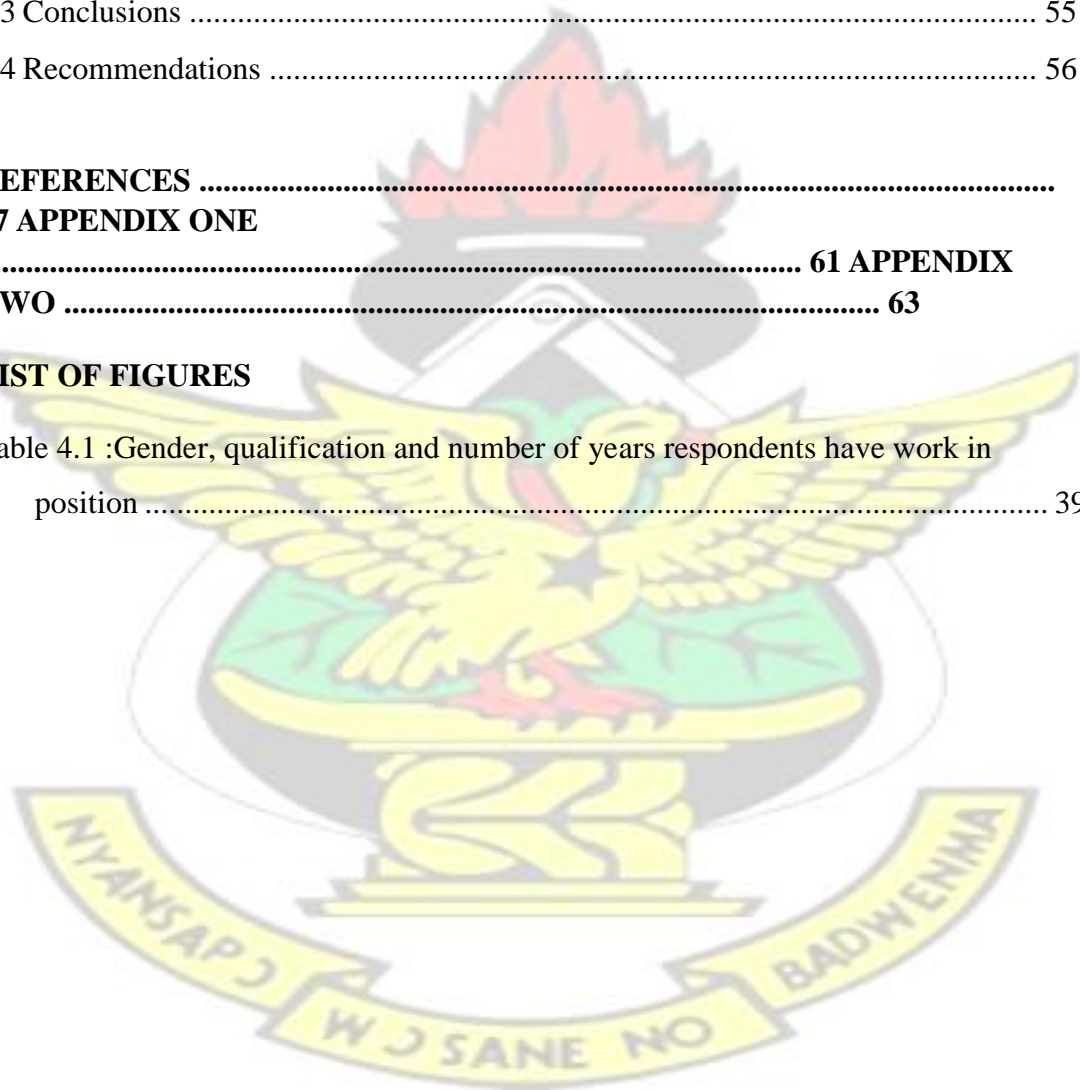 3 Conclusions .......................................................................................................... 55
4 Recommendations ................................................................................................ 56
EFERENCES ...........................................................................................................
7 APPENDIX ONE
.................................................................................................... 61 APPENDIX
WO ...................................................................................................... 63
IST OF FIGURES
able 4.1 :Gender, qualification and number of years respondents have work in
position ................................................................................................................. 39
NYANSAPƆ
W Ɔ SANE NO
BADWENMA